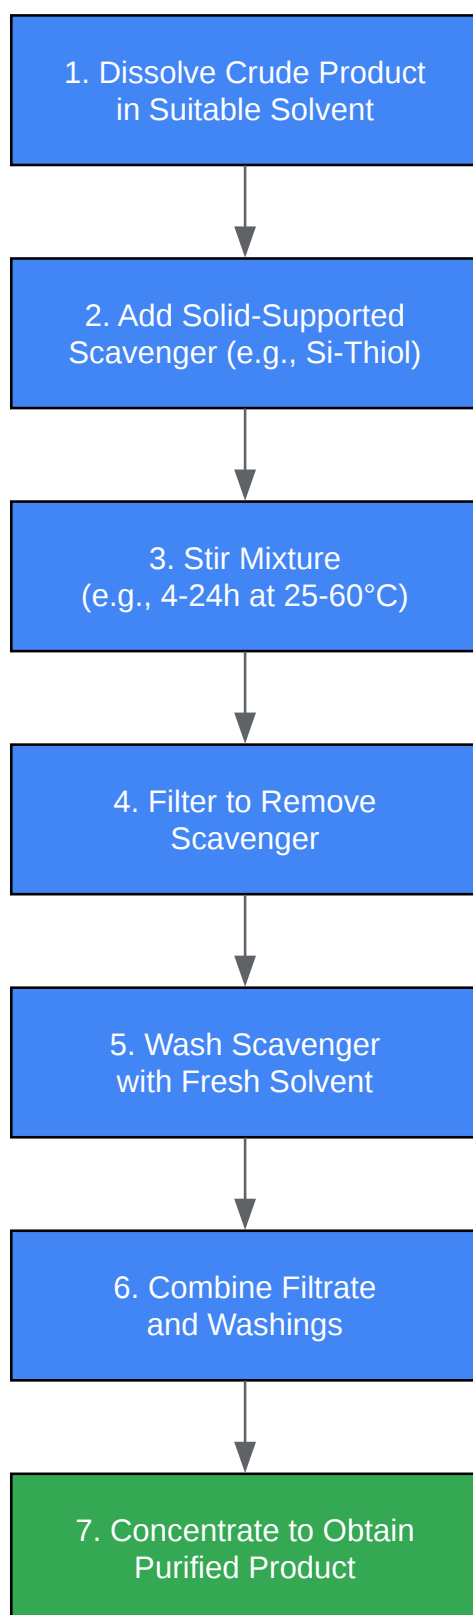 1. Dissolve Crude Product
in Suitable Solvent
2. Add Solid-Supported
Scavenger (e.g., Si-Thiol)
3. Stir Mixture
(e.g., 4-24h at 25-60°C)
4. Filter to Remove
Scavenger
5. Wash Scavenger
with Fresh Solvent
6. Combine Filtrate
and Washings
7. Concentrate to Obtain
Purified Product